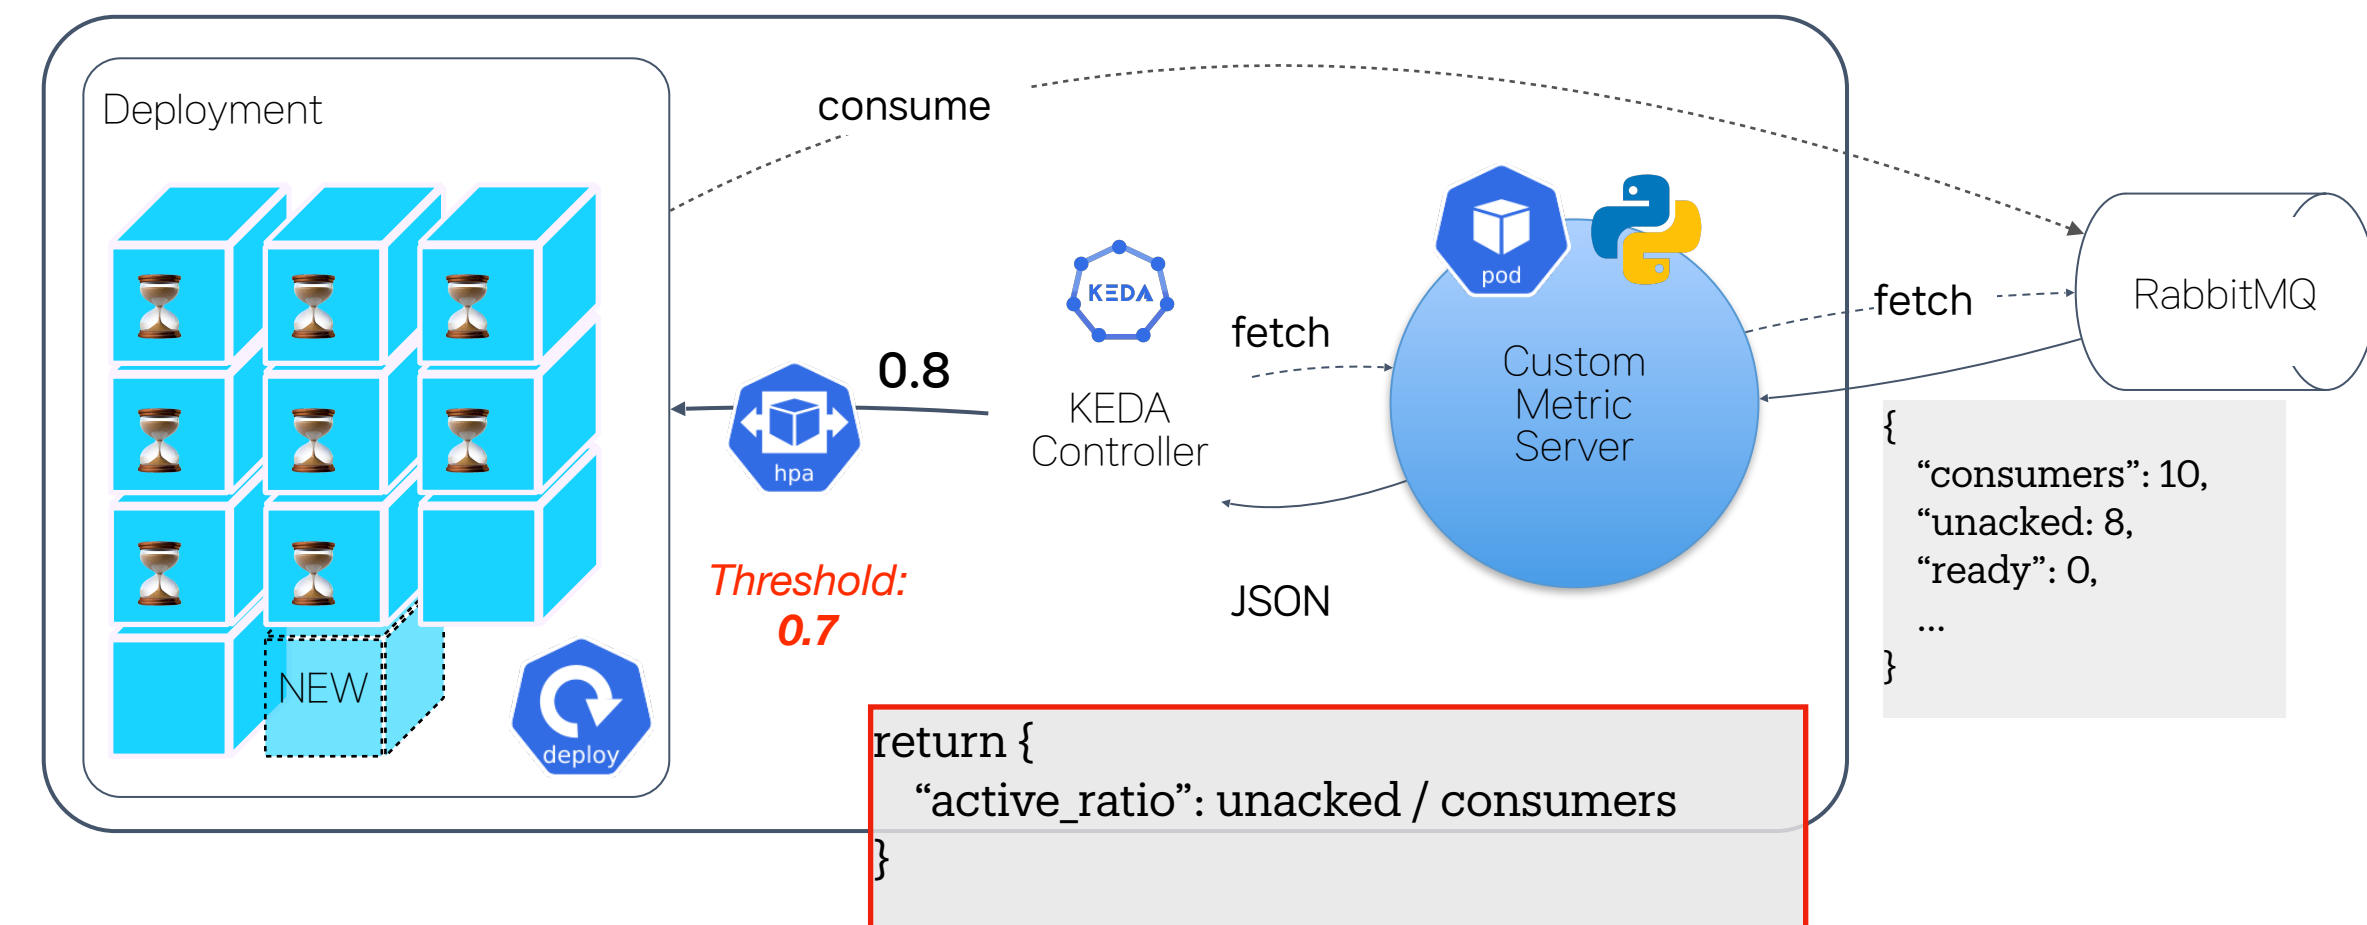 Deployment
consume
pod
KEDA
fetch
fetch
RabbitMQ
0.8
Custom
Metric
Server
KEDA
Controller
hpa
{
“consumers”: 10,
“unacked: 8,
“ready”: 0,
...
}
Threshold:
0.7
JSON
NEW
deploy
return {
“active_ratio”: unacked / consumers
}